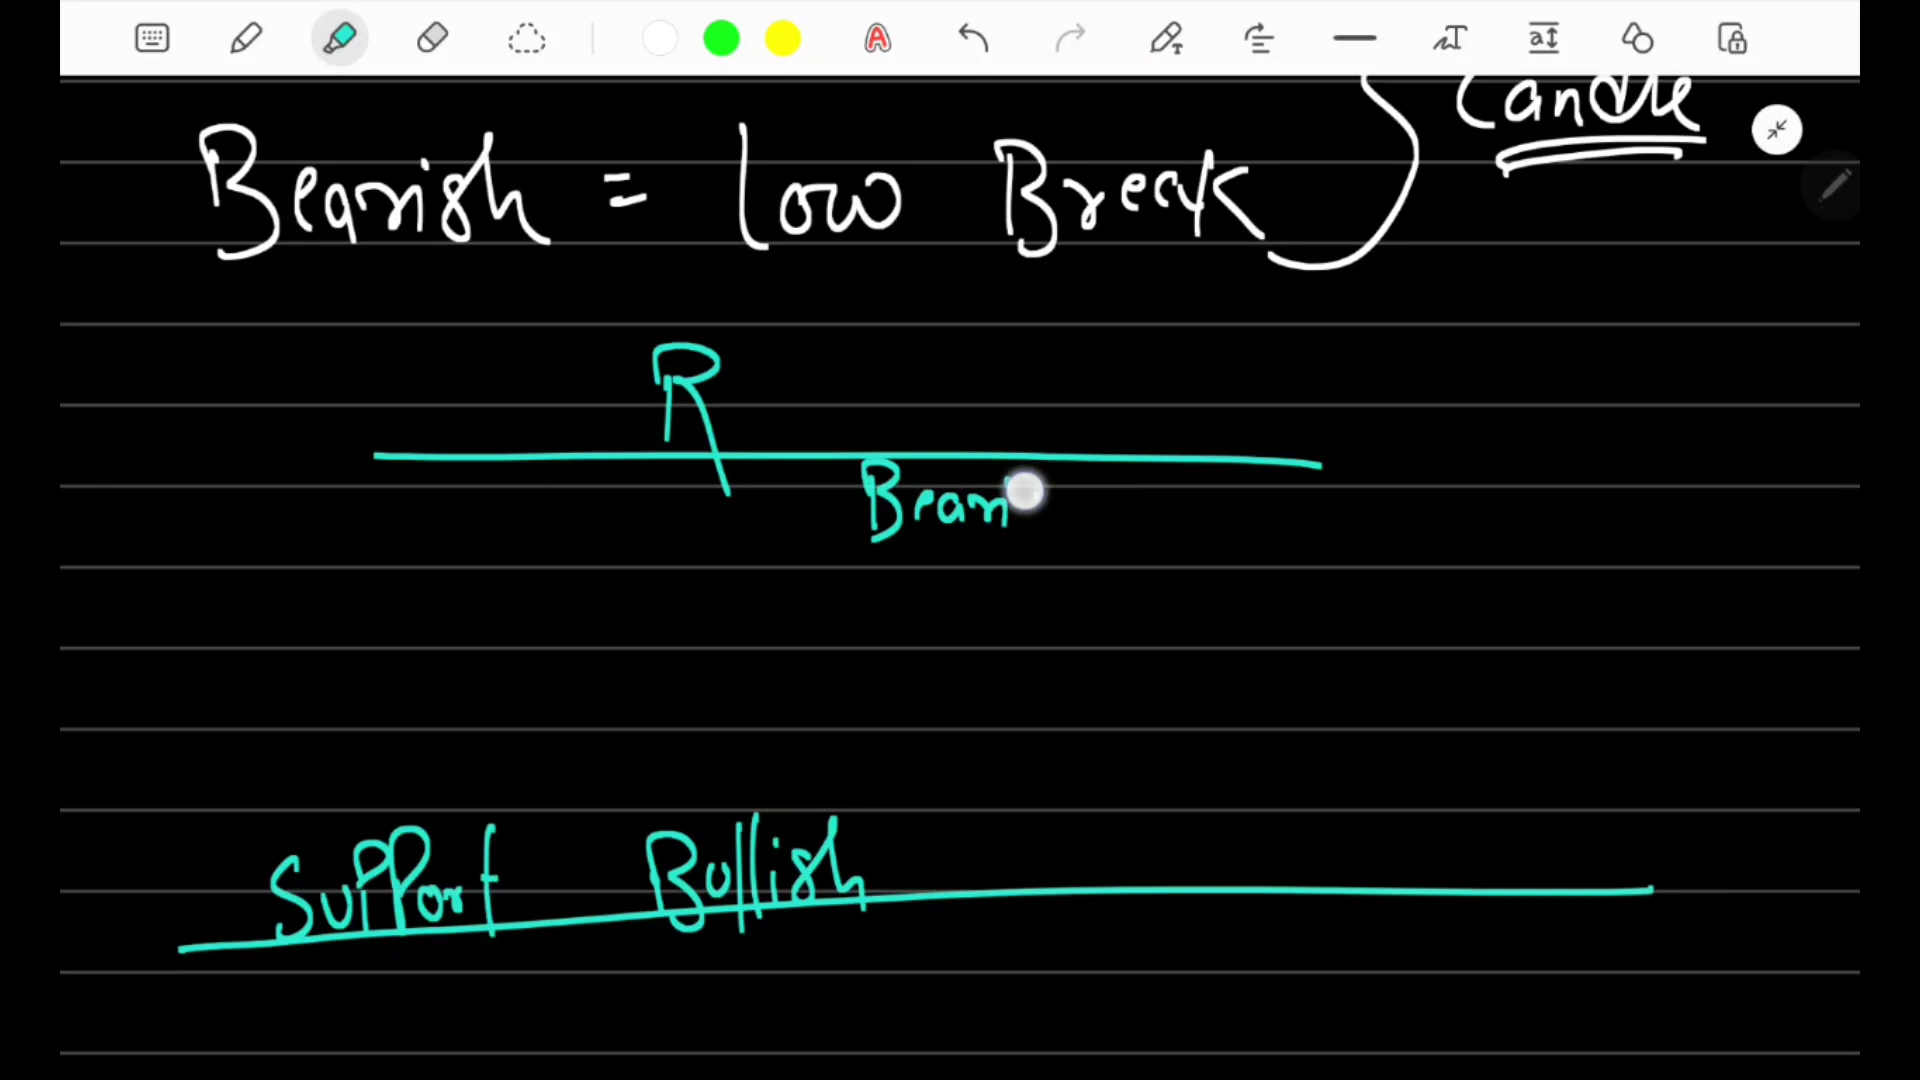 Candle
Bearish = Low Break
R
Bear
Support Bullish